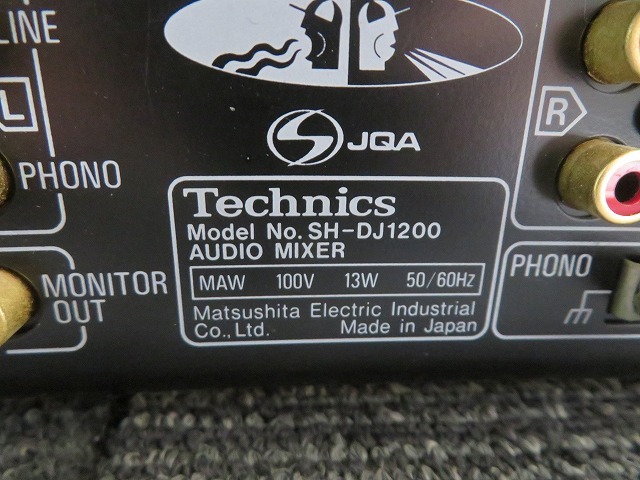 LINE
L
PHONO
MONITOR
OUT
JQA
Technics
Model No. SH-DJ1200
AUDIO MIXER
MAW 100V 13W 50/60Hz
Matsushita Electric Industrial
Co., Ltd. Made in Japan
R
PHONO